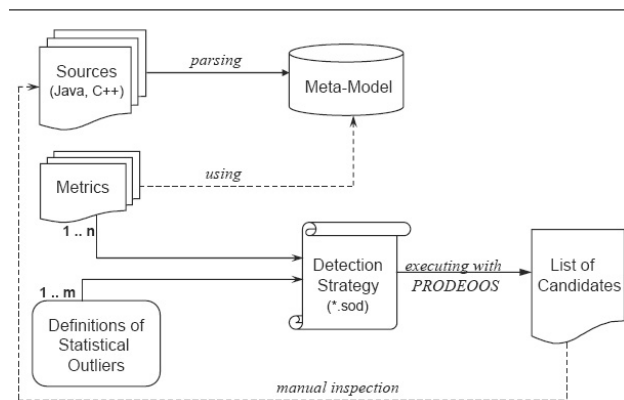 Sources
(Java, C++)
parsing
Meta-Model
Metrics
using
1 .. n
Detection
Strategy
(*.sod)
executing with
PRODEOOS
List of
Candidates
1 .. m
Definitions of
Statistical
Outliers
manual inspection